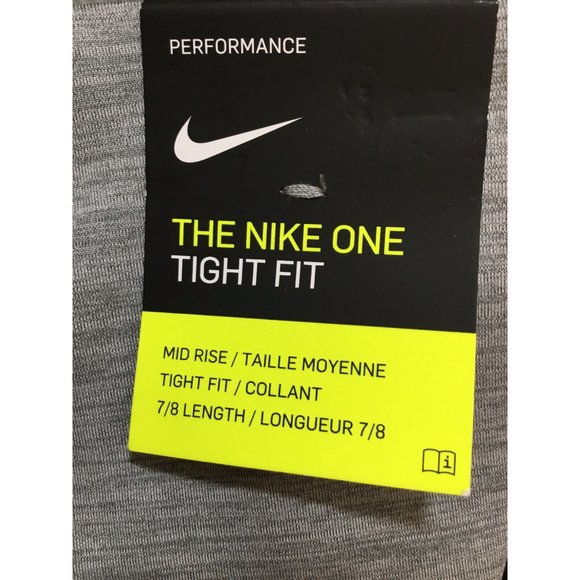 PERFORMANCE
THE NIKE ONE
TIGHT FIT
MID RISE / TAILLE MOYENNE
TIGHT FIT / COLLANT
7/8 LENGTH / LONGUEUR 7/8
i